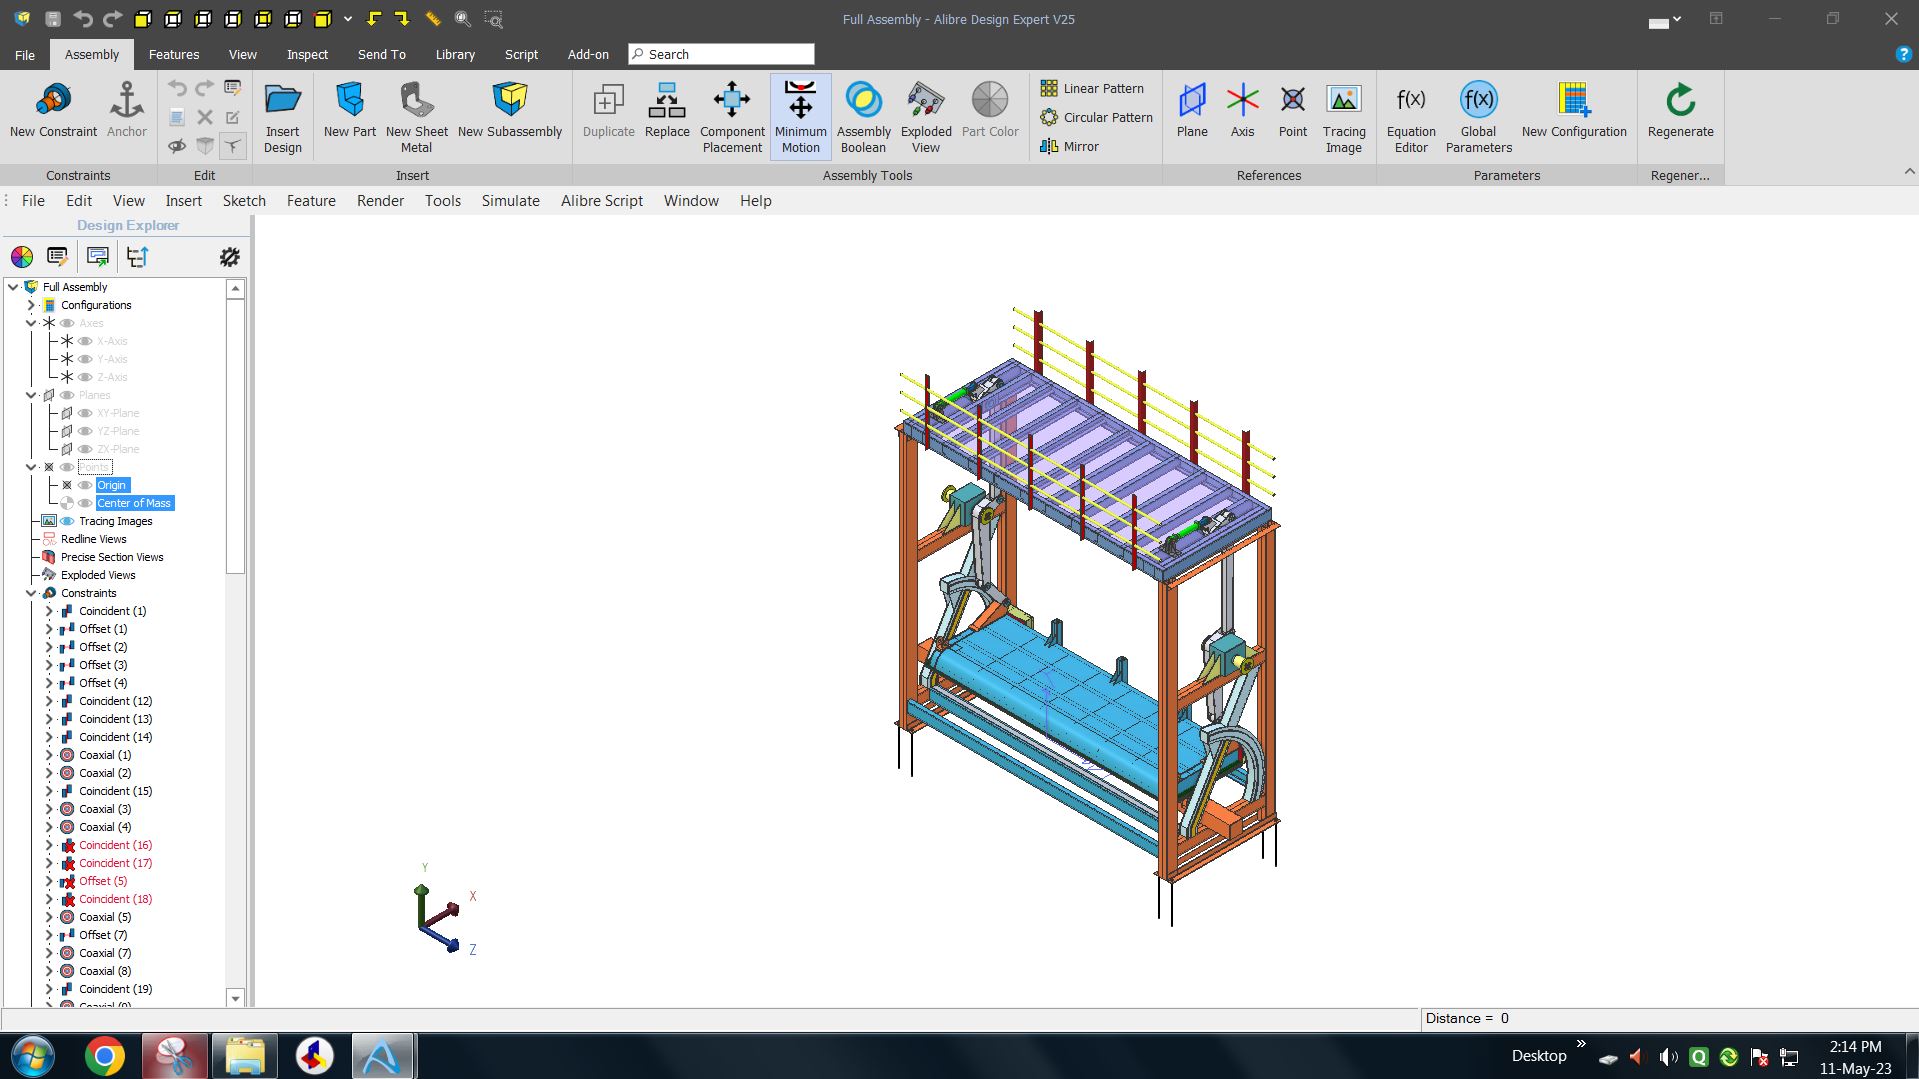 Full Assembly - Alibre Design Expert V25
File Assembly Features View Inspect Send To Library Script Add-on Search
New Constraint Anchor
Insert Design
New Part New Sheet Metal New Subassembly
Duplicate Replace Component Placement Minimum Motion Assembly Boolean Exploded View Part Color
Linear Pattern
Circular Pattern
Mirror
Plane Axis Point Tracing Image
f(x) Equation Editor f(x) Global Parameters New Configuration
Regenerate
Constraints Edit Insert Assembly Tools References Parameters Regener...
File Edit View Insert Sketch Feature Render Tools Simulate Alibre Script Window Help
Design Explorer
Full Assembly
Configurations
Axes
X-Axis
Y-Axis
Z-Axis
Planes
XY-Plane
YZ-Plane
ZX-Plane
Points
Origin
Center of Mass
Tracing Images
Redline Views
Precise Section Views
Exploded Views
Constraints
Coincident (1)
Offset (1)
Offset (2)
Offset (3)
Offset (4)
Coincident (12)
Coincident (13)
Coincident (14)
Coaxial (1)
Coaxial (2)
Coincident (15)
Coaxial (3)
Coaxial (4)
Coincident (16)
Coincident (17)
Offset (5)
Coincident (18)
Coaxial (5)
Offset (7)
Coaxial (7)
Coaxial (8)
Coincident (19)
Coaxial (9)
Y
X
Z
Distance = 0
Desktop
2:14 PM
11-May-23